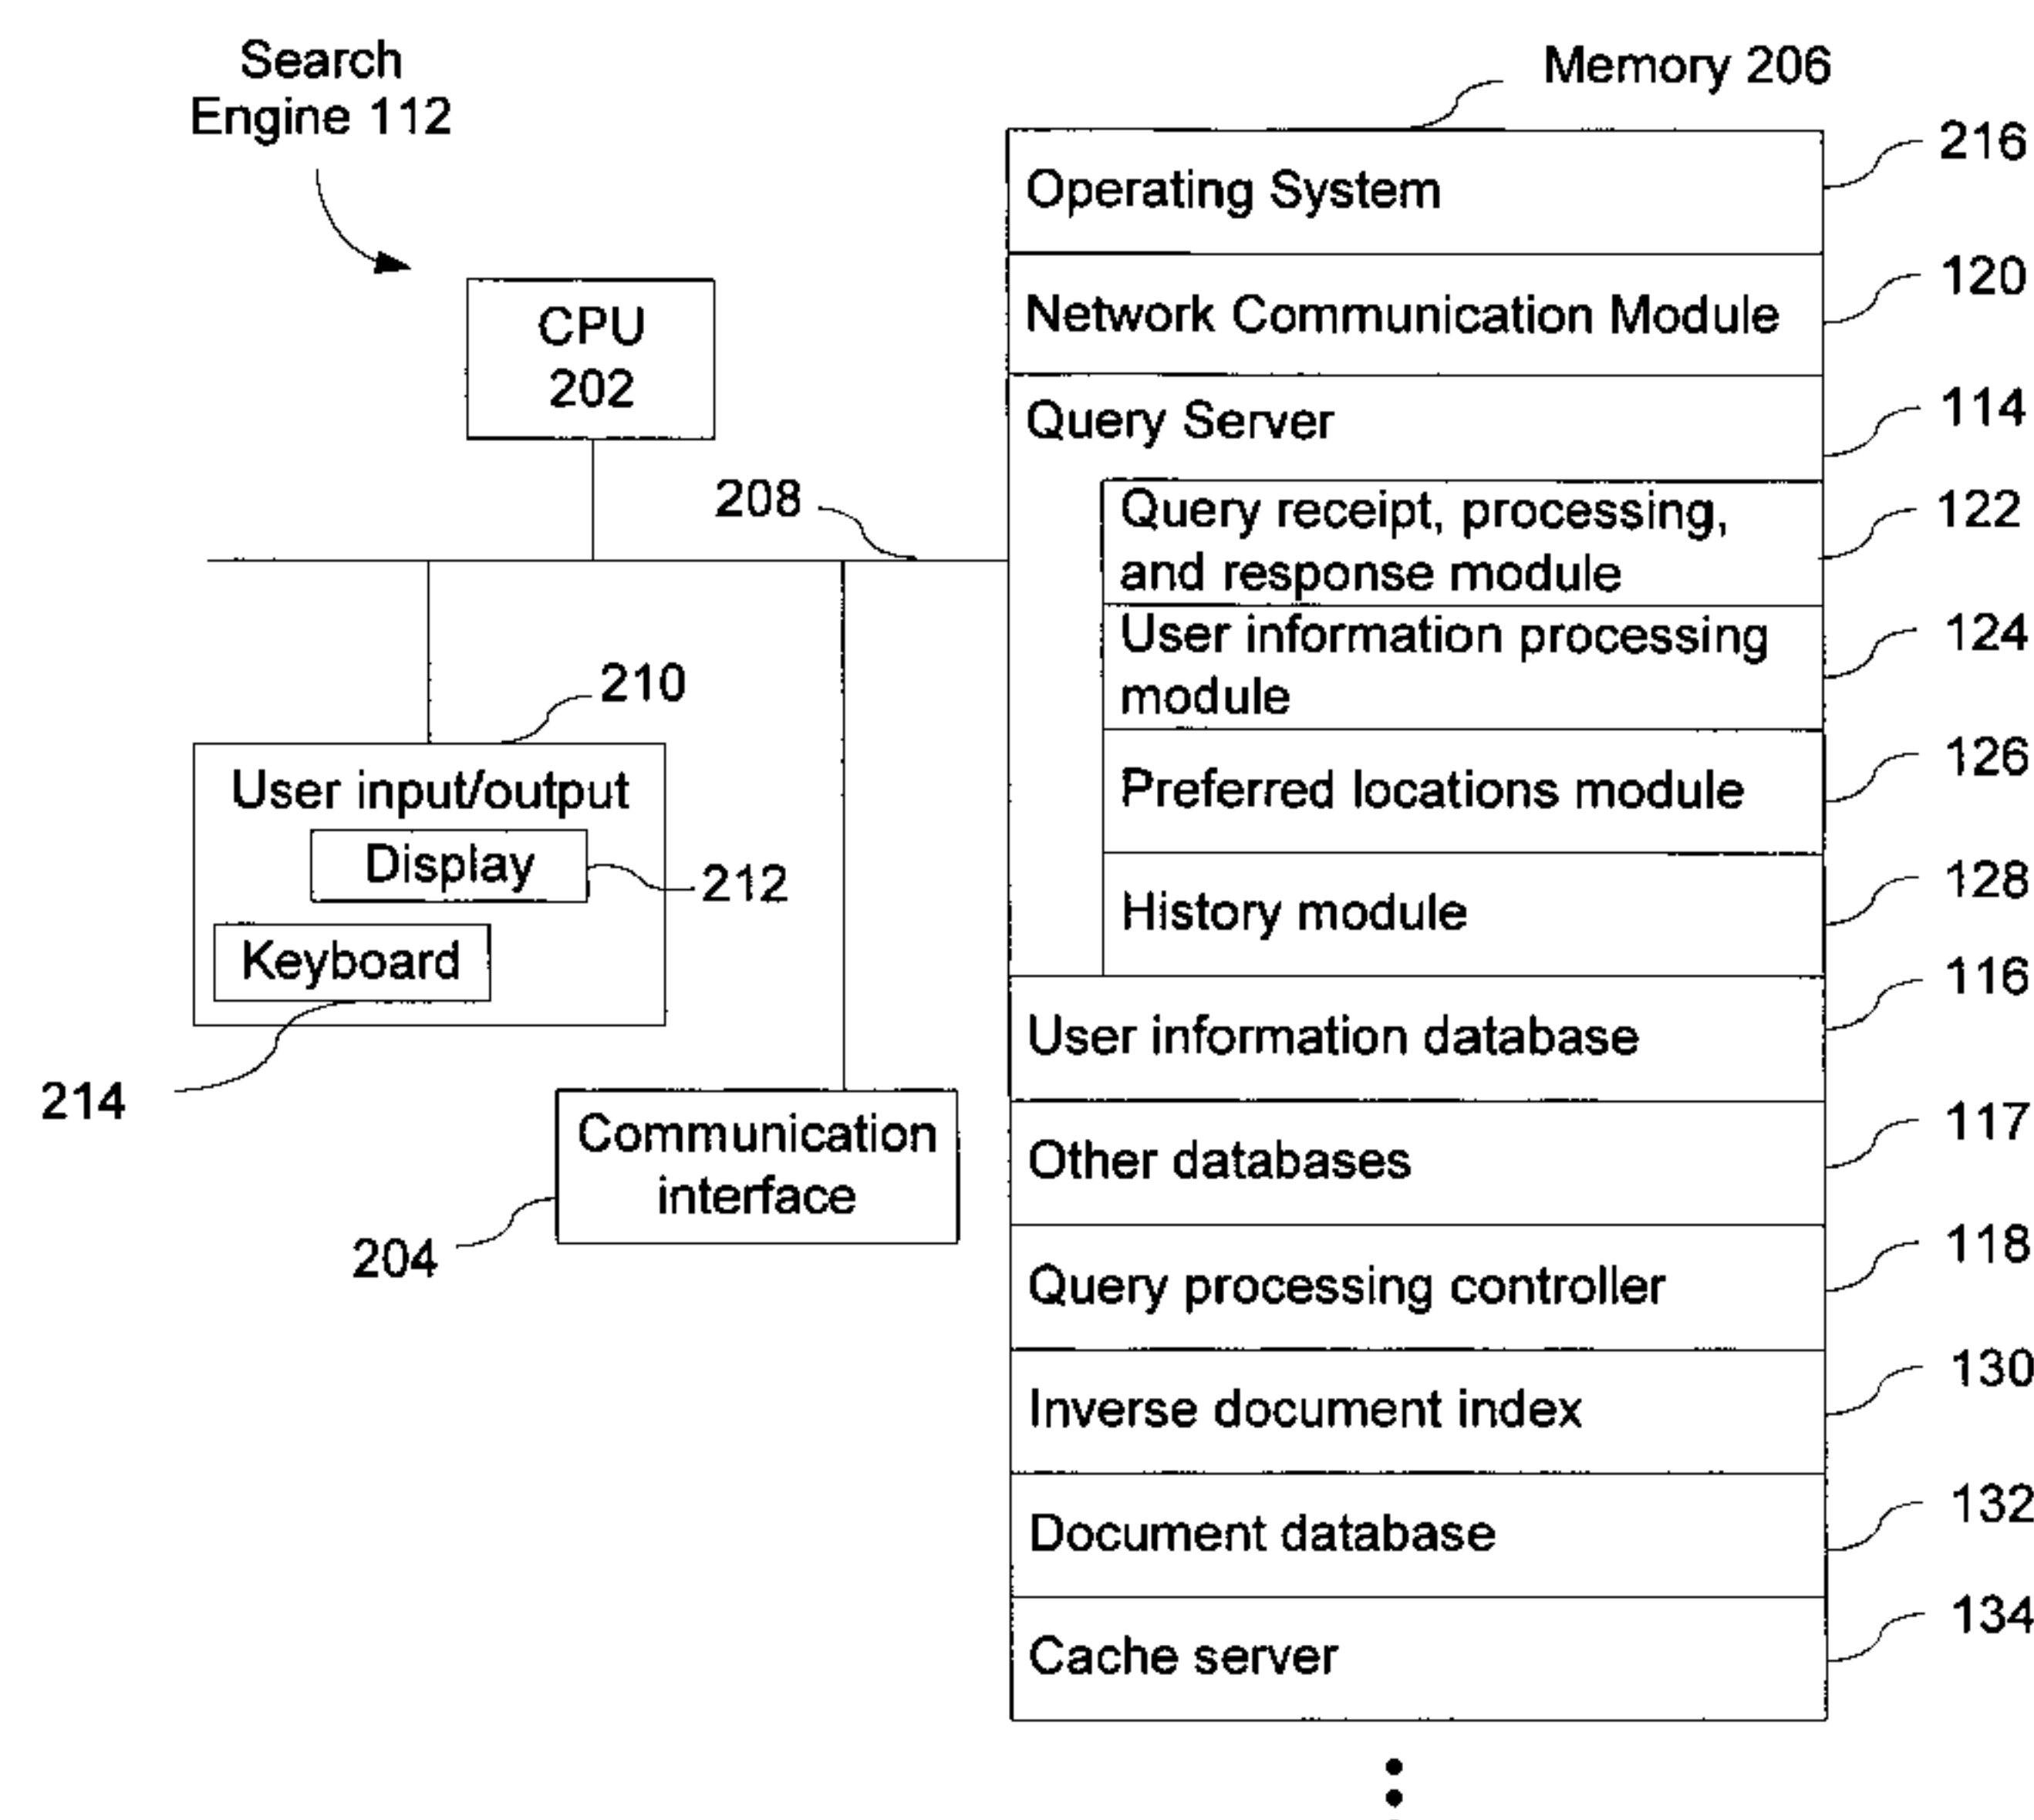 Search
Engine 112
Memory 206
216
Operating System
120
Network Communication Module
CPU
202
114
Query Server
208
122
Query receipt, processing,
and response module
124
User information processing
module
210
126
User input/output
Preferred locations module
Display
212
128
History module
Keyboard
116
User information database
214
117
Communication
interface
Other databases
204
118
Query processing controller
130
Inverse document index
132
Document database
134
Cache server